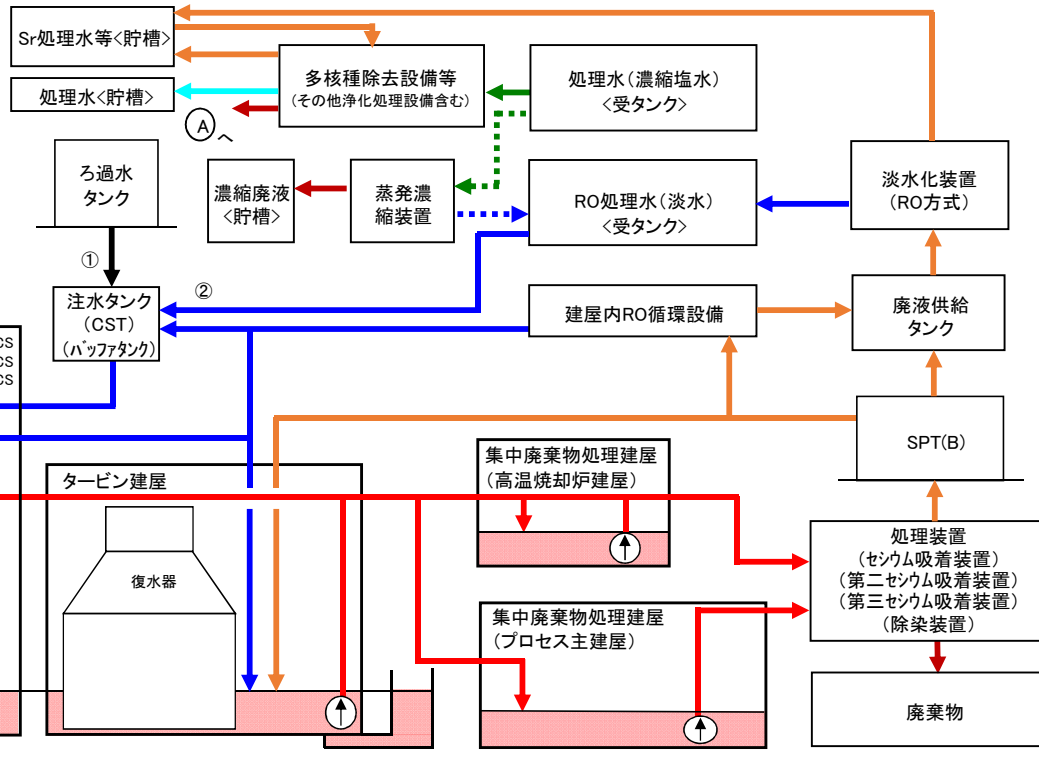 Sr処理水等<貯槽>
処理水<貯槽>
多核種除去設備等
(その他浄化処理設備含む)
A へ
処理水(濃縮塩水)
<受タンク>
ろ過水
タンク
濃縮廃液
<貯槽>
蒸発濃
縮装置
RO処理水(淡水)
<受タンク>
淡水化装置
(RO方式)
①
②
注水タンク
(CST)
(バッファタンク)
建屋内RO循環設備
廃液供給
タンク
CS
CS
CS
SPT(B)
タービン建屋
復水器
集中廃棄物処理建屋
(高温焼却炉建屋)
処理装置
(セシウム吸着装置)
(第二セシウム吸着装置)
(第三セシウム吸着装置)
(除染装置)
集中廃棄物処理建屋
(プロセス主建屋)
廃棄物